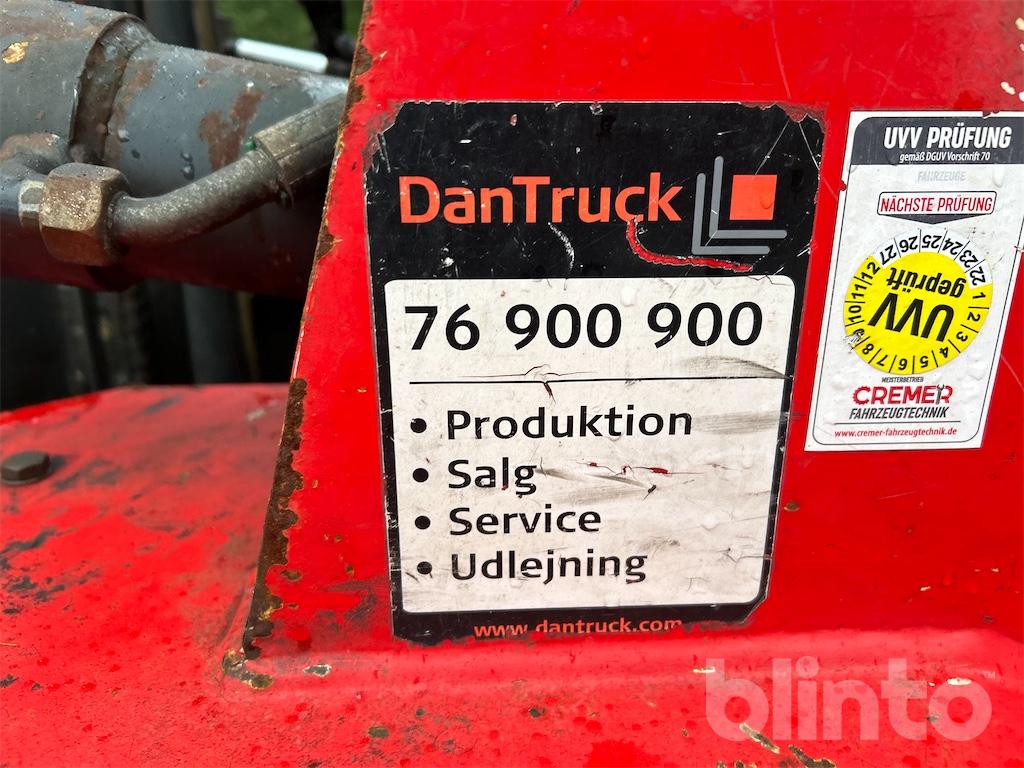 DanTruck
76 900 900
• Produktion
• Salg
• Service
• Udlejning
www.dantruck.com
UVV PRÜFUNG
gemäß DGUV Vorschrift 70
FAHRZEUGE
NÄCHSTE PRÜFUNG
22 23 24 25 26 27
1 2 3 4 5 6 7 8 9 10 11 12
UVV
geprüft
MEISTERBETRIEB
CREMER
FAHRZEUGTECHNIK
www.cremer-fahrzeugtechnik.de
blinto™